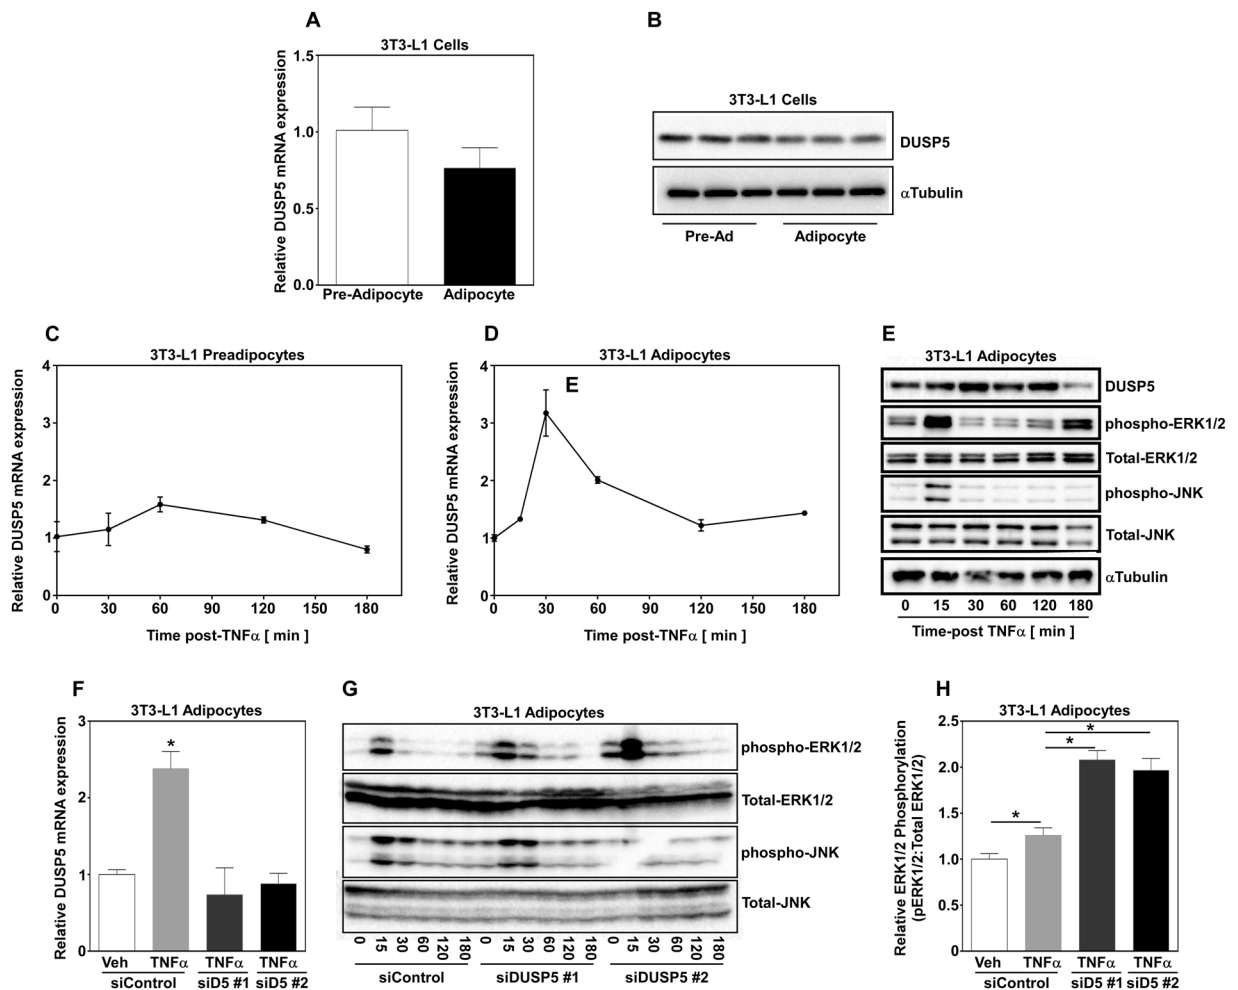 A
3T3-L1 Cells
Relative DUSP5 mRNA expression
1.5
1.0
0.5
0.0
Pre-Adipocyte Adipocyte
B
3T3-L1 Cells
DUSP5
αTubulin
Pre-Ad Adipocyte
C
3T3-L1 Preadipocytes
Relative DUSP5 mRNA expression
4
3
2
1
0
0 30 60 90 120 150 180
Time post-TNFα [ min ]
D
3T3-L1 Adipocytes
E
Relative DUSP5 mRNA expression
4
3
2
1
0
0 30 60 90 120 150 180
Time post-TNFα [ min ]
E
3T3-L1 Adipocytes
DUSP5
phospho-ERK1/2
Total-ERK1/2
phospho-JNK
Total-JNK
αTubulin
0 15 30 60 120 180
Time-post TNFα [ min ]
F
3T3-L1 Adipocytes
Relative DUSP5 mRNA expression
3
2
1
0
*
Veh TNFα TNFα TNFα
siControl siD5 #1 siD5 #2
G
3T3-L1 Adipocytes
phospho-ERK1/2
Total-ERK1/2
phospho-JNK
Total-JNK
0 15 30 60 120 180 0 15 30 60 120 180 0 15 30 60 120 180
siControl siDUSP5 #1 siDUSP5 #2
H
3T3-L1 Adipocytes
Relative ERK1/2 Phosphorylation
(pERK1/2: Total ERK1/2)
2.5
2.0
1.5
1.0
0.5
0
*
*
*
Veh TNFα TNFα TNFα
siControl siD5 #1 siD5 #2